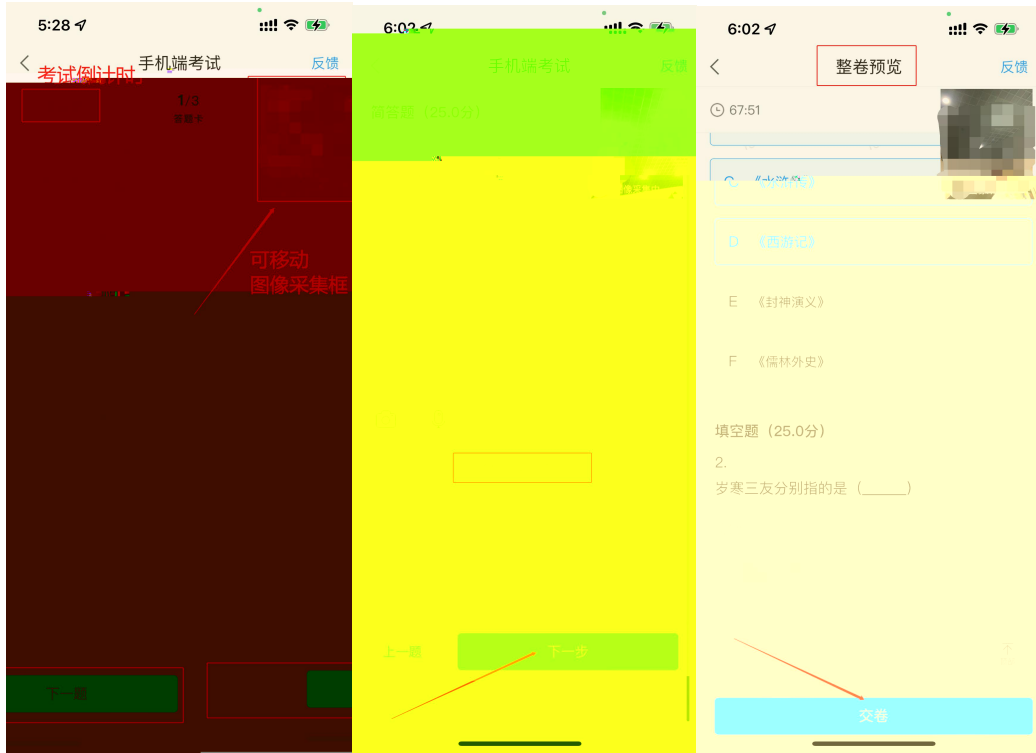 5:28
手机端考试
反馈
考试倒计时
1/3
答题卡
可移动
图像采集框
下一题
6:02
手机端考试
反馈
简答题（25.0分）
上一题
下一步
6:02
整卷预览
反馈
67:51
C 《水浒传》
D 《西游记》
E 《封神演义》
F 《儒林外史》
填空题（25.0分）
2.
岁寒三友分别指的是（______）
交卷